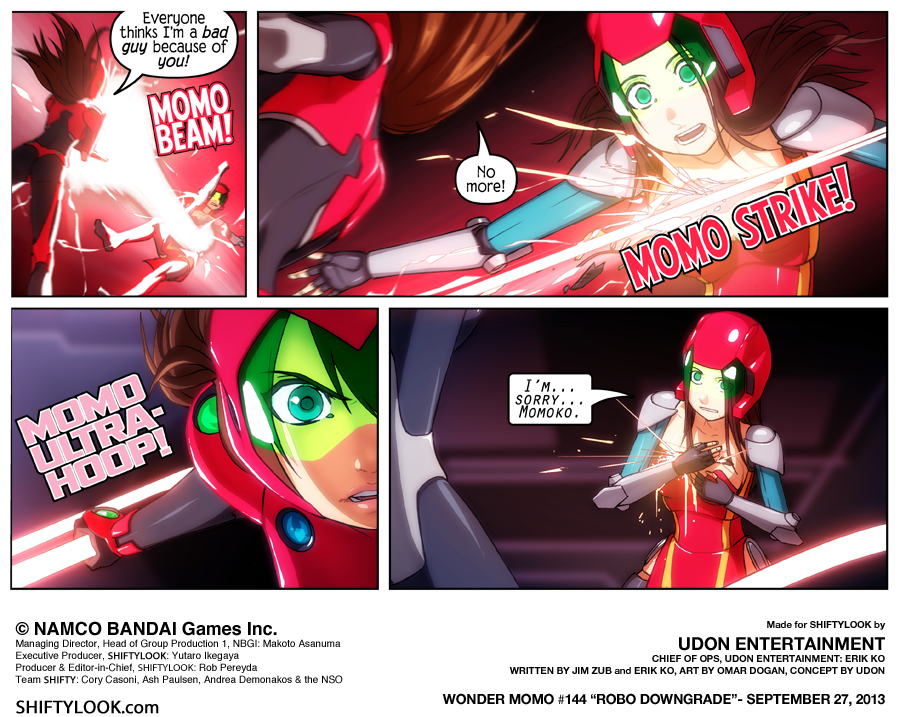 Everyone
thinks I'm a bad
guy because of
you!
MOMO
BEAM!
No
more!
MOMO STRIKE!
MOMO
ULTRA-
HOOP!
I'm...
sorry...
Momoko.
© NAMCO BANDAI Games Inc.
Managing Director, Head of Group Production 1, NBGI: Makoto Asanuma
Executive Producer, SHIFTYLOOK: Yutaro Ikegaya
Producer & Editor-in-Chief, SHIFTYLOOK: Rob Pereyda
Team SHIFTY: Cory Casoni, Ash Paulsen, Andrea Demonakos & the NSO
SHIFTYLOOK.com
Made for SHIFTYLOOK by
UDON ENTERTAINMENT
CHIEF OF OPS, UDON ENTERTAINMENT: ERIK KO
WRITTEN BY JIM ZUB and ERIK KO, ART BY OMAR DOGAN, CONCEPT BY UDON
WONDER MOMO #144 “ROBO DOWNGRADE”- SEPTEMBER 27, 2013